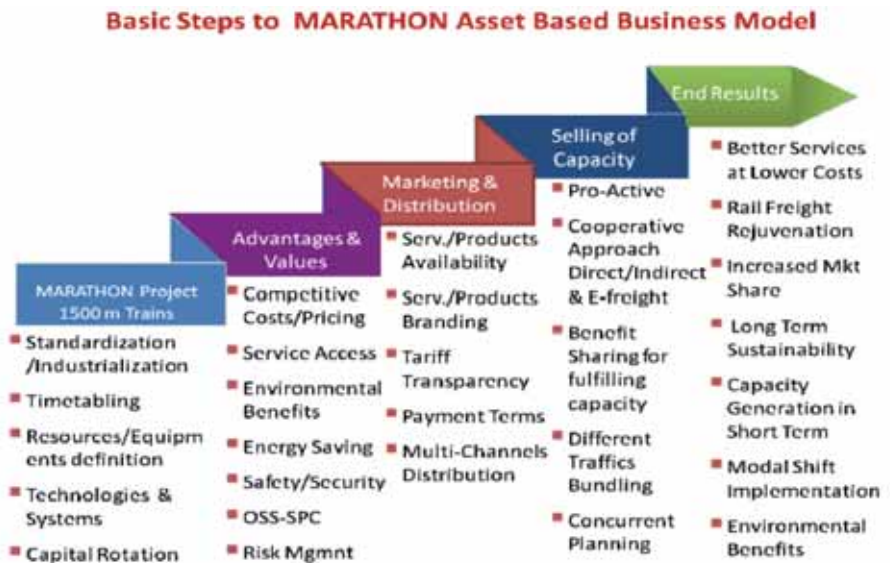 Basic Steps to MARATHON Asset Based Business Model
MARATHON Project
1500 m Trains
Standardization
/Industrialization
Timetabling
Resources/Equipm
ents definition
Technologies &
Systems
Capital Rotation
Advantages &
Values
Competitive
Costs/Pricing
Service Access
Environmental
Benefits
Energy Saving
Safety/Security
OSS-SPC
Risk Mgmnt
Marketing &
Distribution
Serv./Products
Availability
Serv./Products
Branding
Tariff
Transparency
Payment Terms
Multi-Channels
Distribution
Selling of
Capacity
Pro-Active
Cooperative
Approach
Direct/Indirect
& E-freight
Benefit
Sharing for
fulfilling
capacity
Different
Traffics
Bundling
Concurrent
Planning
End Results
Better Services
at Lower Costs
Rail Freight
Rejuvenation
Increased Mkt
Share
Long Term
Sustainability
Capacity
Generation in
Short Term
Modal Shift
Implementation
Environmental
Benefits